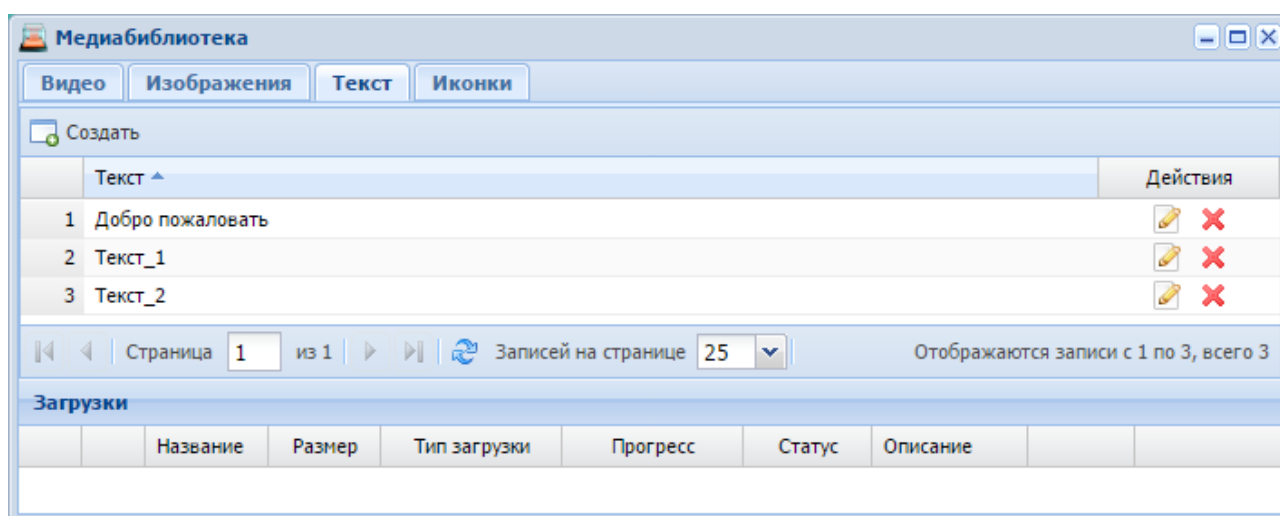 Медиабиблиотека
Видео Изображения Текст Иконки
Создать
Текст Действия
1 Добро пожаловать
2 Текст_1
3 Текст_2
Страница 1 из 1 Записей на странице 25 Отображаются записи с 1 по 3, всего 3
Загрузки
Название Размер Тип загрузки Прогресс Статус Описание